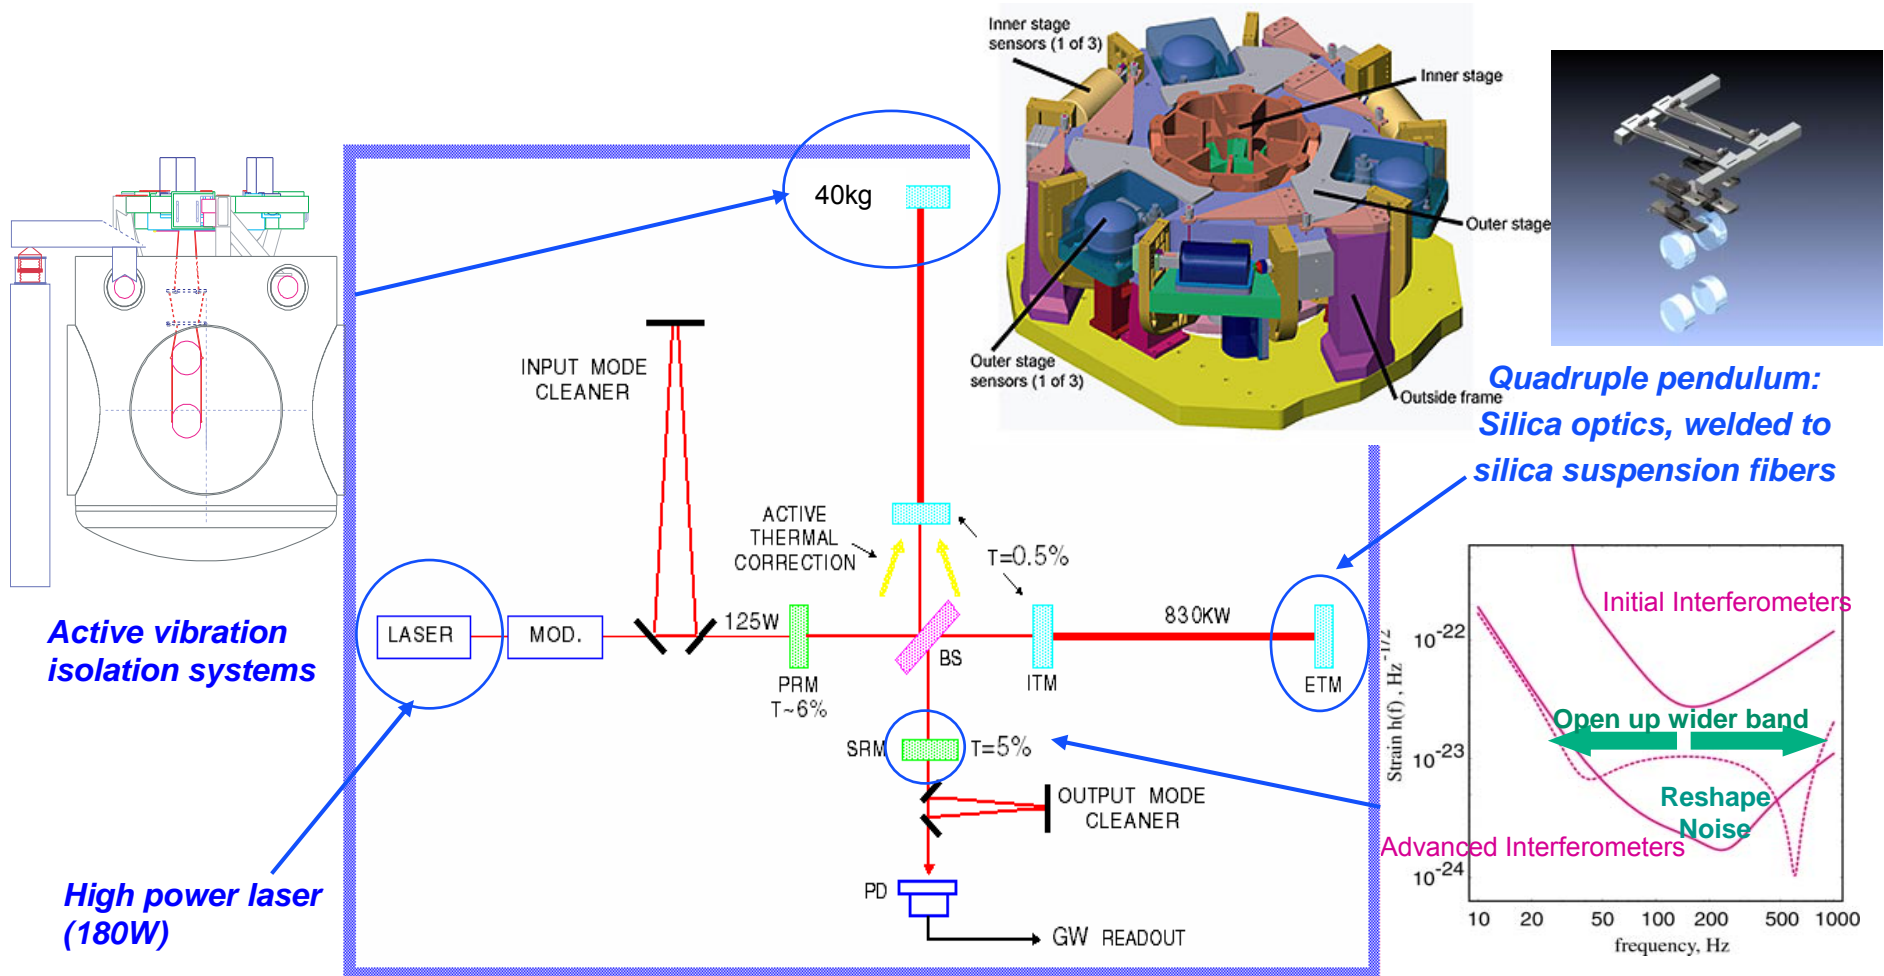 Inner stage
sensors (1 of 3)
Inner stage
Outer stage
Outer stage
sensors (1 of 3)
Outside frame
40kg
INPUT MODE
CLEANER
ACTIVE
THERMAL
CORRECTION
T=0.5%
Quadruple pendulum:
Silica optics, welded to
silica suspension fibers
Active vibration
isolation systems
LASER
MOD.
125W
PRM
T~6%
BS
ITM
830KW
ETM
SRM
T=5%
OUTPUT MODE
CLEANER
PD
GW READOUT
High power laser
(180W)
Initial Interferometers
Open up wider band
Reshape
Noise
Advanced Interferometers
Strain h(f) , Hz-1/2
10-22
10-23
10-24
10 20 50 100 200 500 1000
frequency, Hz